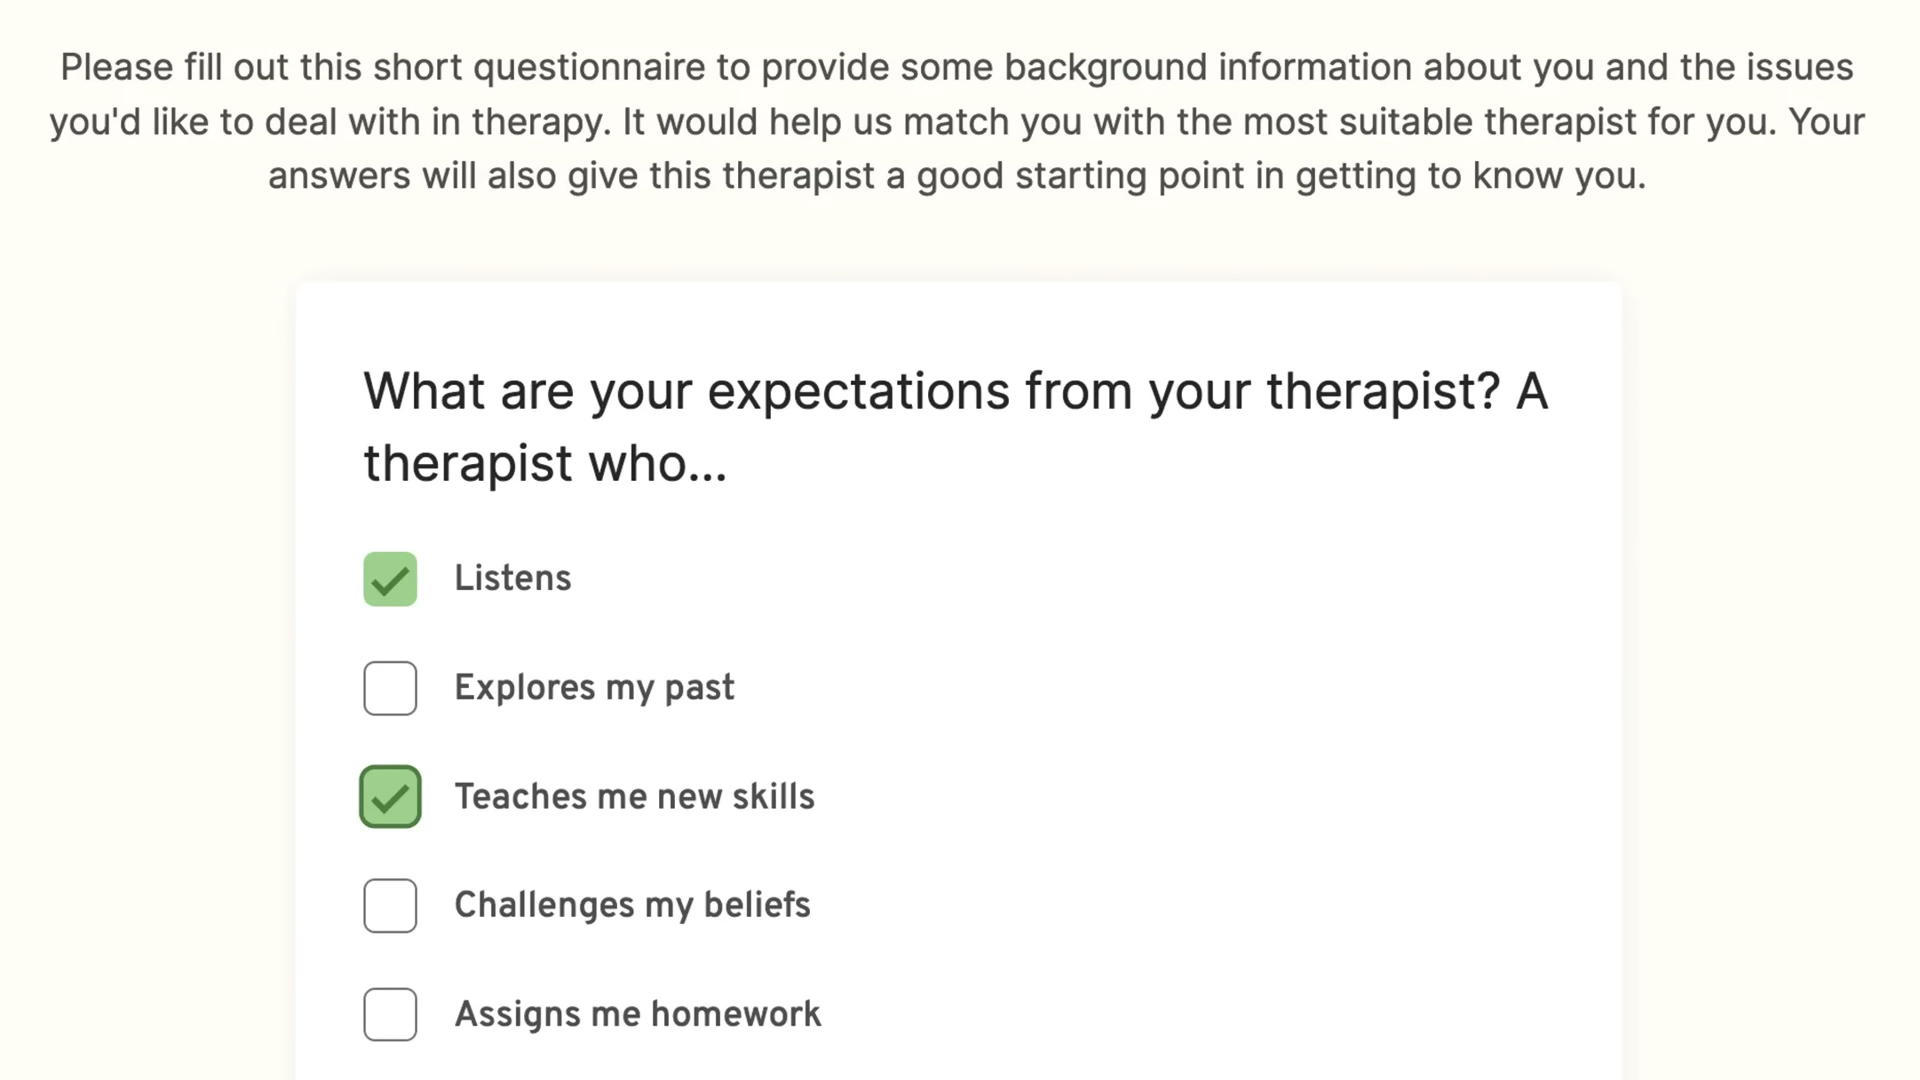 Please fill out this short questionnaire to provide some background information about you and the issues
you'd like to deal with in therapy. It would help us match you with the most suitable therapist for you. Your
answers will also give this therapist a good starting point in getting to know you.
What are your expectations from your therapist? A
therapist who...
Listens
Explores my past
Teaches me new skills
Challenges my beliefs
Assigns me homework